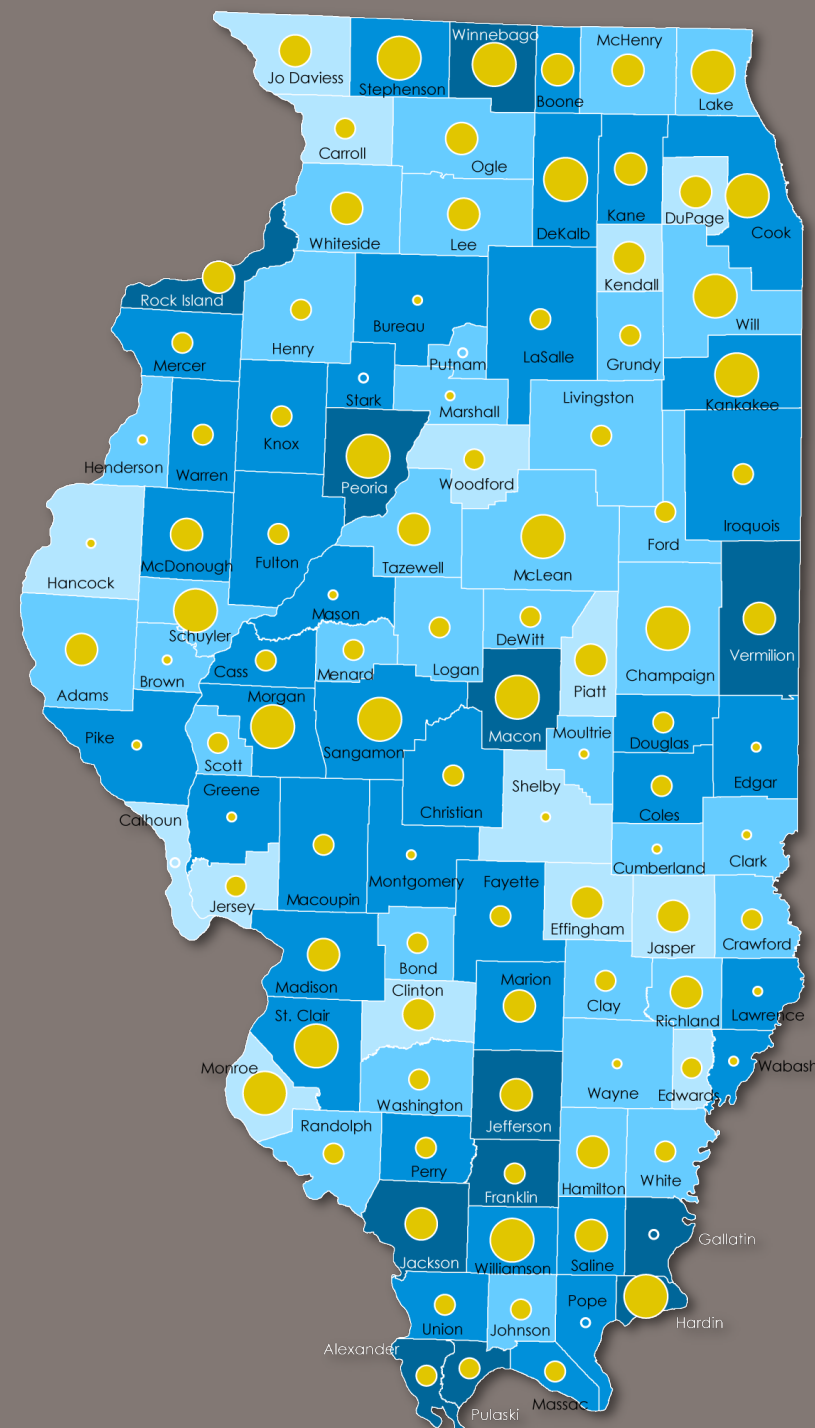 Winnebago
McHenry
Jo Daviess
Stephenson
Boone
Lake
Carroll
Ogle
DuPage
Kane
DeKalb
Cook
Whiteside
Lee
Kendall
Rock Island
Will
Bureau
Henry
LaSalle
Putnam
Grundy
Mercer
Stark
Livingston
Kankakee
Marshall
Knox
Henderson
Warren
Peoria
Woodford
Iroquois
Ford
McDonough
Fulton
Tazewell
McLean
Hancock
Mason
Schuyler
DeWitt
Vermilion
Cass
Menard
Logan
Champaign
Brown
Adams
Piatt
Morgan
Moultrie
Macon
Pike
Sangamon
Douglas
Scott
Edgar
Greene
Shelby
Christian
Coles
Calhoun
Clark
Cumberland
Montgomery
Fayette
Macoupin
Jersey
Effingham
Crawford
Jasper
Bond
Marion
Madison
Clinton
Clay
St. Clair
Richland
Lawrence
Monroe
Wabash
Wayne
Edwards
Washington
Randolph
Jefferson
Perry
White
Hamilton
Franklin
Gallatin
Jackson
Williamson
Saline
Pope
Hardin
Union
Johnson
Alexander
Massac
Pulaski